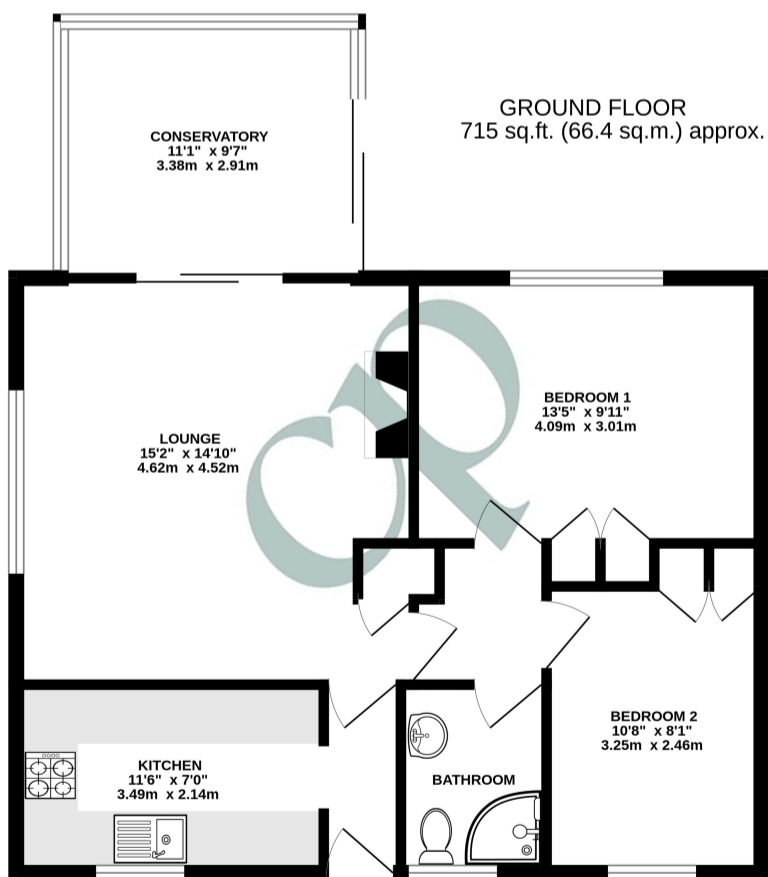 GROUND FLOOR
715 sq.ft. (66.4 sq.m.) approx.
CONSERVATORY
11'1" x 9'7"
3.38m x 2.91m
LOUNGE
15'2" x 14'10"
4.62m x 4.52m
BEDROOM 1
13'5" x 9'11"
4.09m x 3.01m
KITCHEN
11'6" x 7'0"
3.49m x 2.14m
BATHROOM
BEDROOM 2
10'8" x 8'1"
3.25m x 2.46m